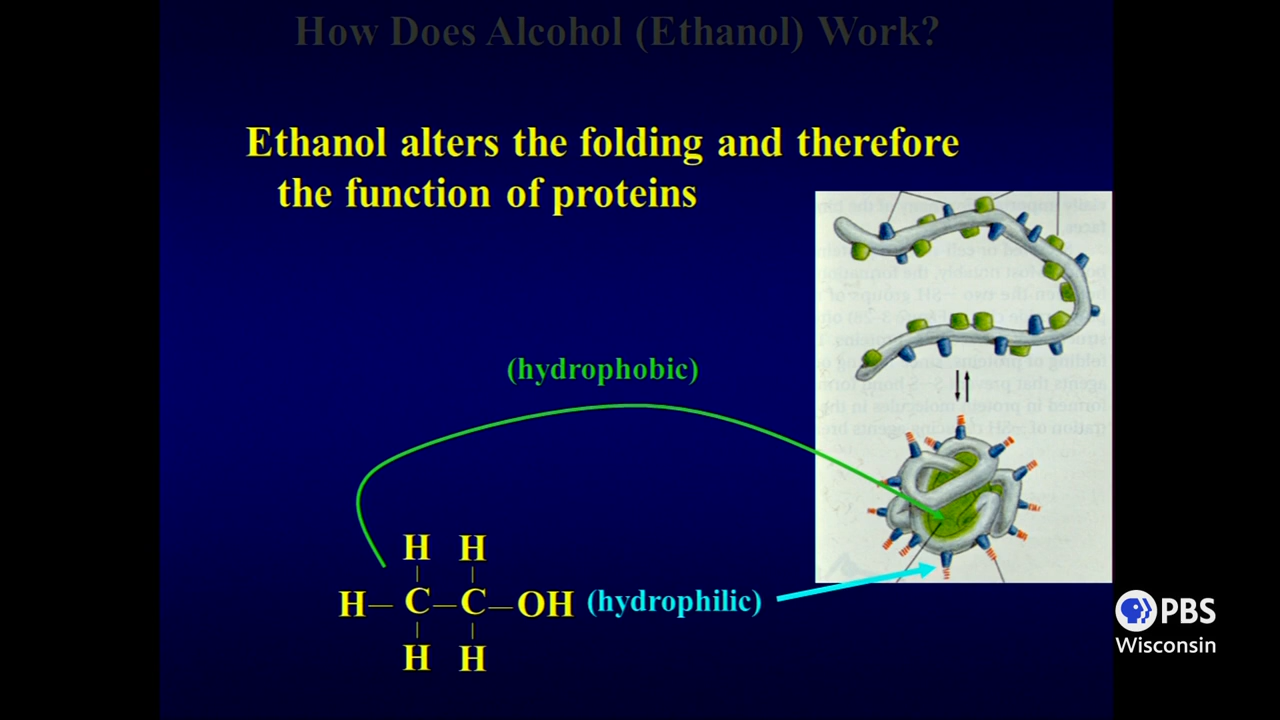 How Does Alcohol (Ethanol) Work?
Ethanol alters the folding and therefore
the function of proteins
(hydrophobic)
H H
H C C OH (hydrophilic)
H H
PBS
Wisconsin